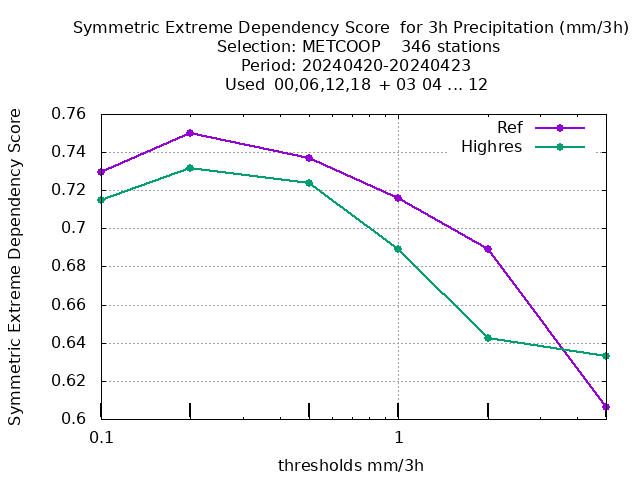 Symmetric Extreme Dependency Score  for 3h Precipitation (mm/3h)
Selection: METCOOP    346 stations
Period: 20240420-20240423
Used  00,06,12,18 + 03 04 ... 12
Symmetric Extreme Dependency Score
0.76
0.74
0.72
0.7
0.68
0.66
0.64
0.62
0.6
Ref
Highres
0.1
1
thresholds mm/3h